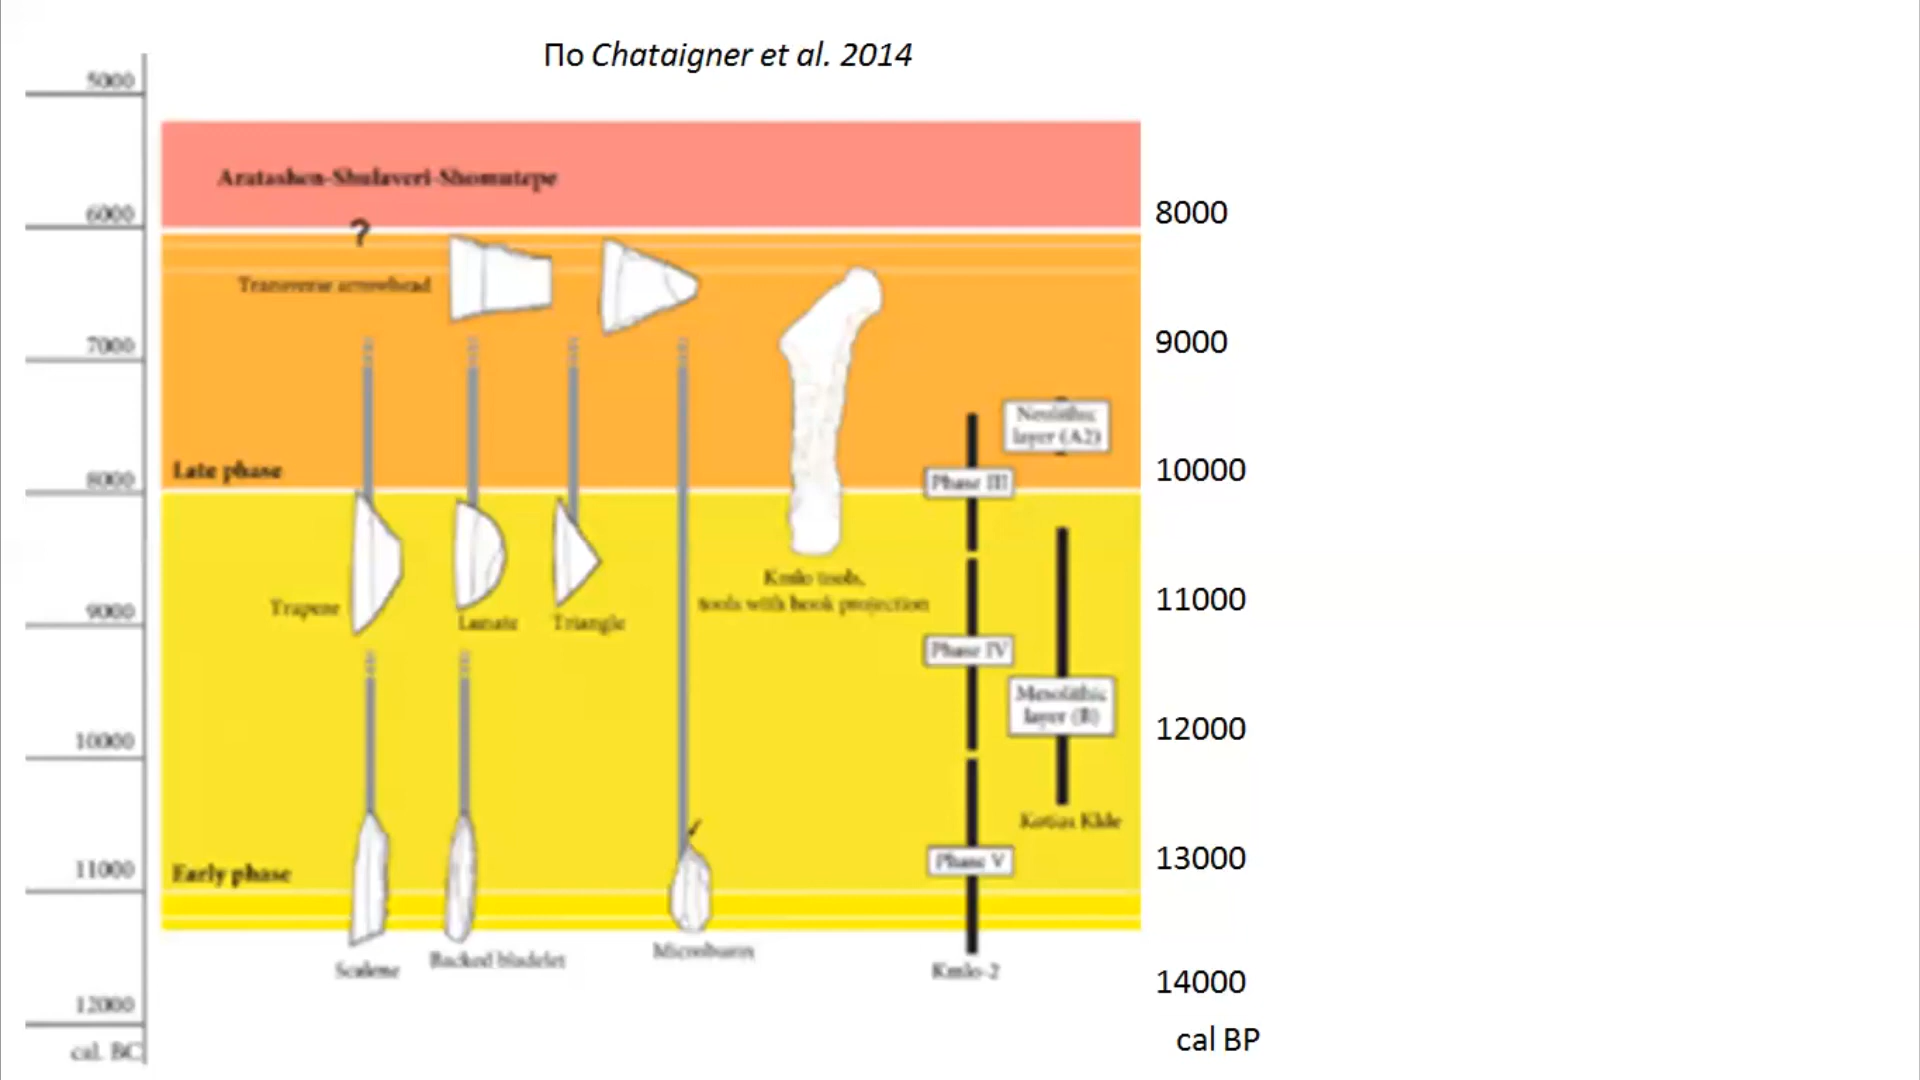 По Chataigner et al. 2014
5000
Aratashen-Shulaveri-Shomutepe
6000
8000
?
Transverse arrowhead
7000
9000
Neolithic
layer (A2)
Late phase
8000
Phase III
10000
Kmlo tools,
tools with hook projection
Trapeze
Lunate
Triangle
9000
11000
Phase IV
Mesolithic
layer (B)
10000
12000
Kotias Klde
11000
Early phase
Phase V
13000
Scalene
Backed bladelet
Microburin
Kmlo-2
14000
12000
cal. BC
cal BP